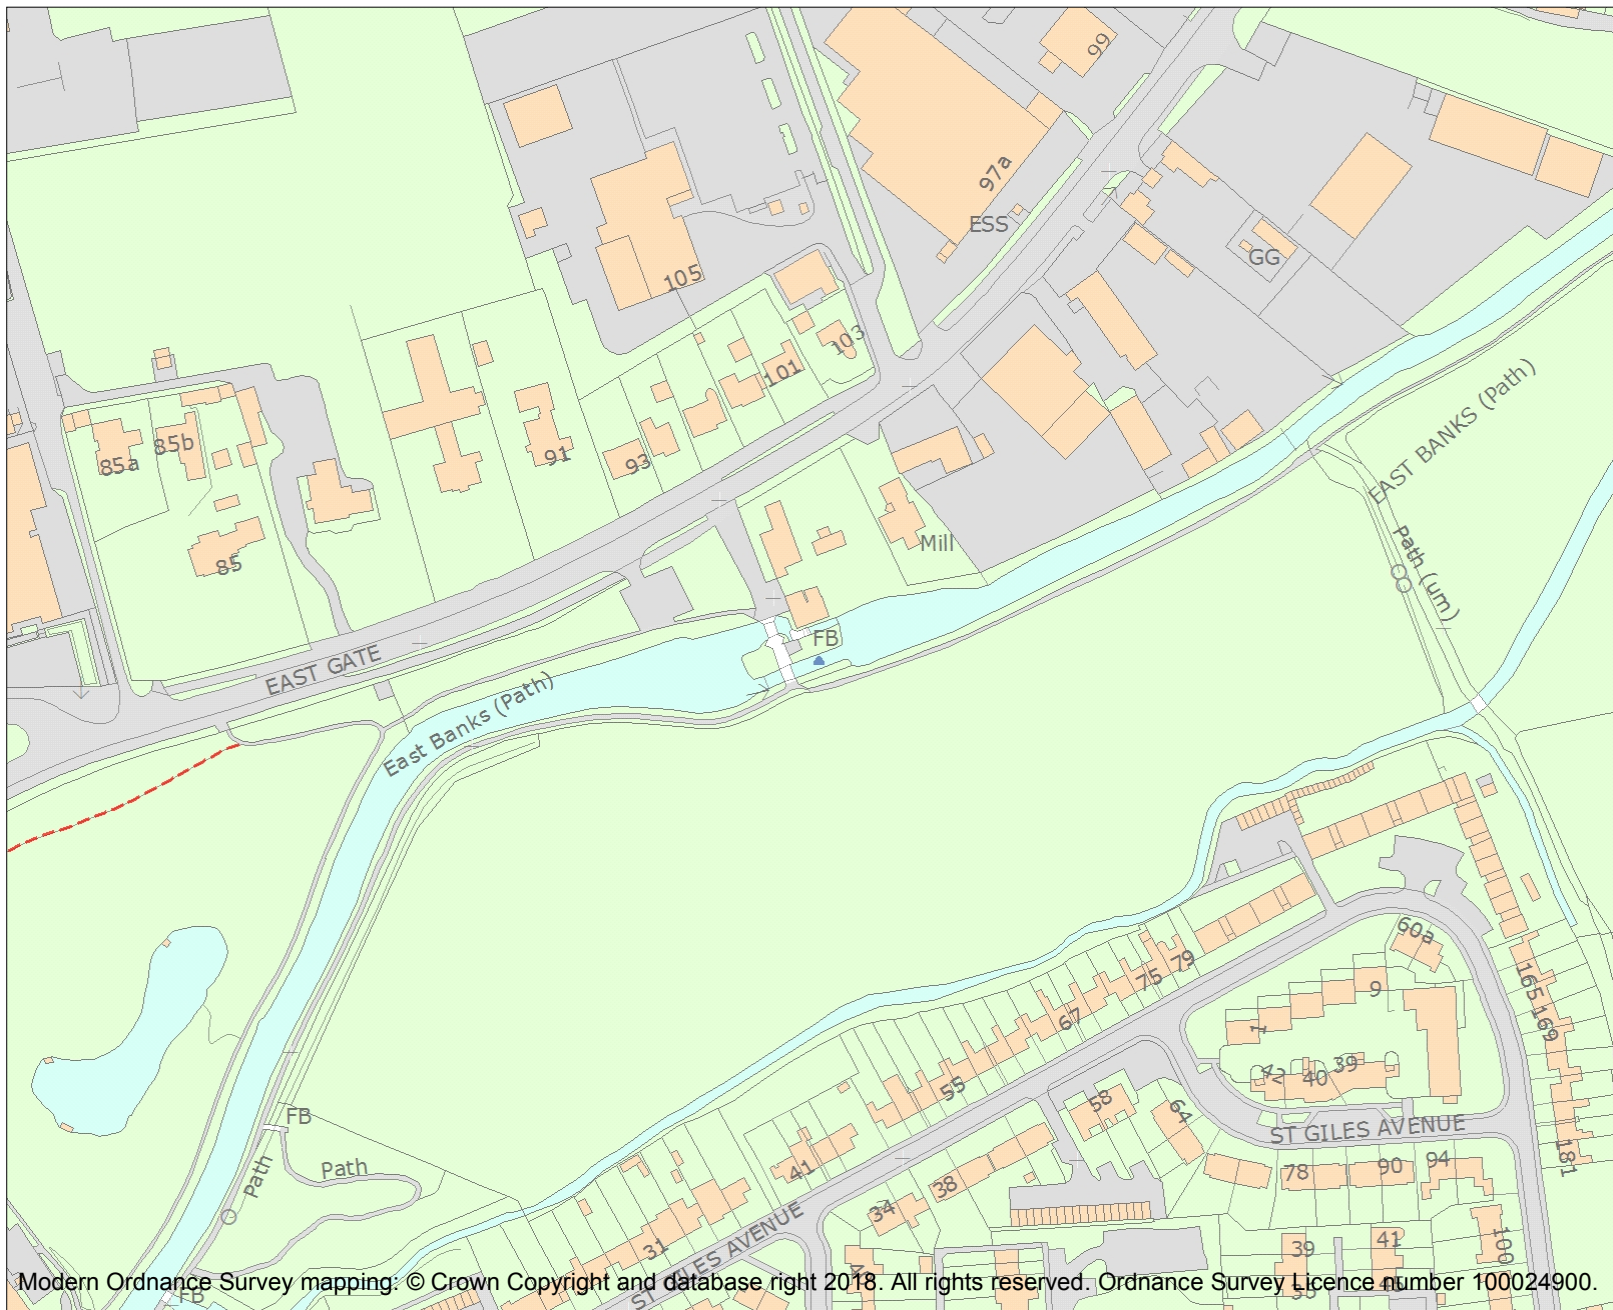 99
97a
ESS
GG
105
103
101
EAST BANKS (Path)
85b
85a
91
93
Mill
Path (um)
85
FB
EAST GATE
East Banks (Path)
60a
79
75
165
169
9
67
1
39
42
40
55
58
64
FB
ST GILES AVENUE
Path
Path
41
181
94
90
78
38
34
ST GILES AVENUE
31
100
41
39
FB
Modern Ordnance Survey mapping: © Crown Copyright and database right 2018. All rights reserved. Ordnance Survey Licence number 100024900.